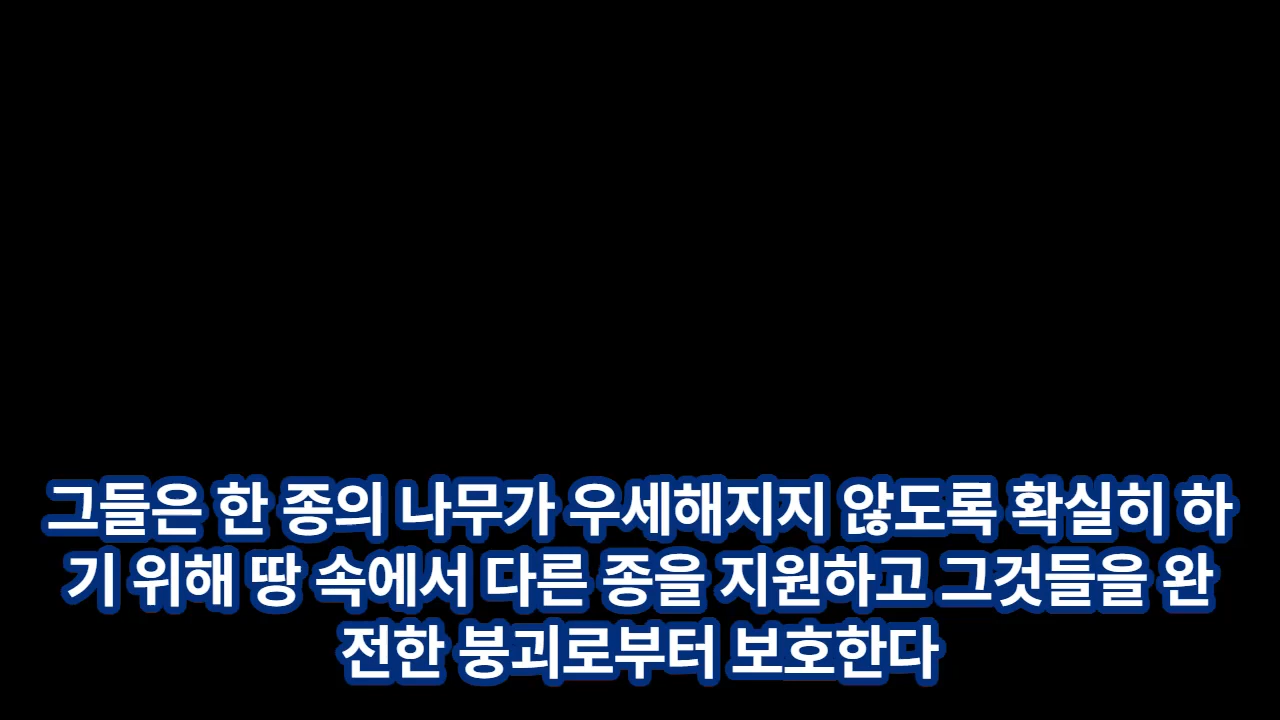 그들은 한 종의 나무가 우세해지지 않도록 확실히 하
기 위해 땅 속에서 다른 종을 지원하고 그것들을 완
전한 붕괴로부터 보호한다